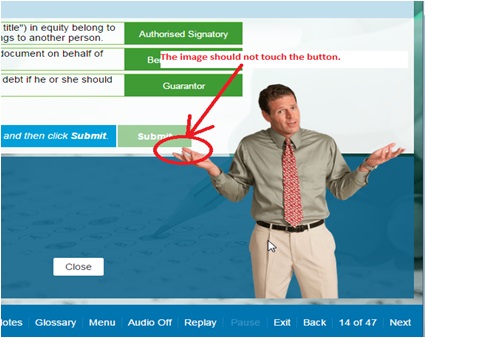 title") in equity belong to
ngs to another person.
Authorised Signatory
document on behalf of
Be
The image should not touch the button.
debt if he or she should
Guarantor
and then click Submit.
Submit
Close
Notes Glossary Menu Audio Off Replay Pause Exit Back 14 of 47 Next